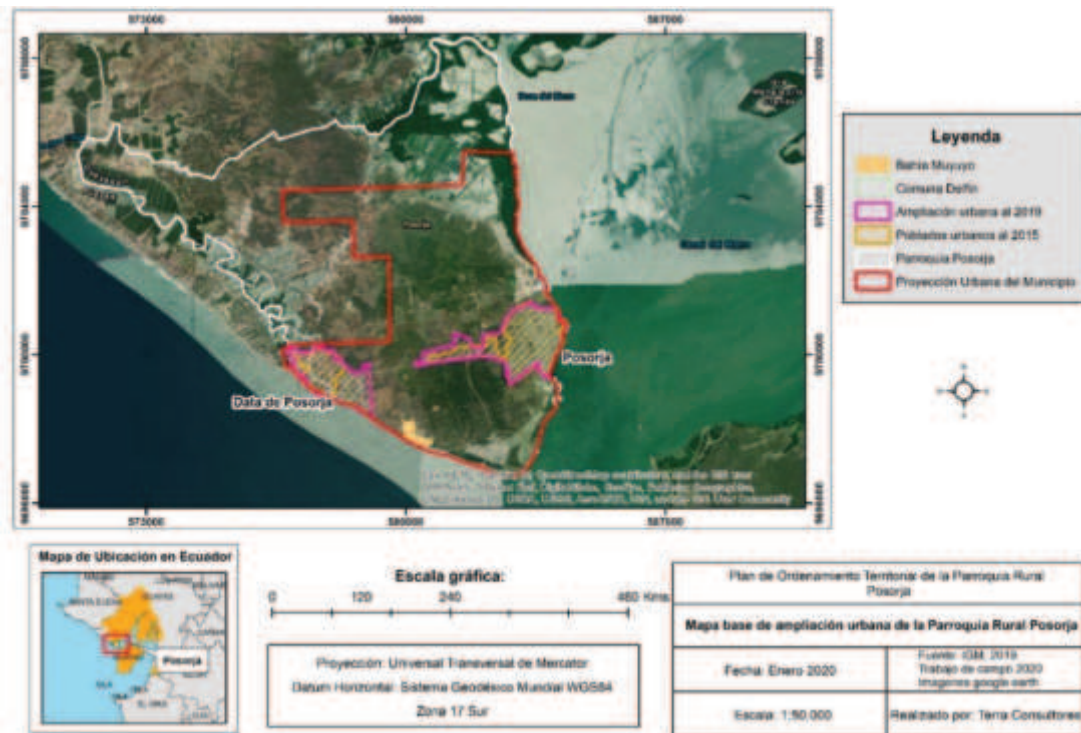 573000 580000 587000
Leyenda
Bahía Muyuyo
Comuna Delfín
Ampliación urbana al 2019
Poblados urbanos al 2015
Parroquia Posorja
Proyección Urbana del Municipio
Posorja
Data de Posorja
573000 580000 587000
Mapa de Ubicación en Ecuador
Posorja
Escala gráfica:
0 120 240 480 Kms.
Proyección: Universal Transversal de Mercator
Datum Horizontal: Sistema Geodésico Mundial WGS84
Zona 17 Sur
Plan de Ordenamiento Territorial de la Parroquia Rural
Posorja
Mapa base de ampliación urbana de la Parroquia Rural Posorja
Fecha: Enero 2020
Fuente: IGM, 2019
Trabajo de campo 2020
Imagenes google earth
Escala: 1:50.000
Realizado por: Terra Consultores